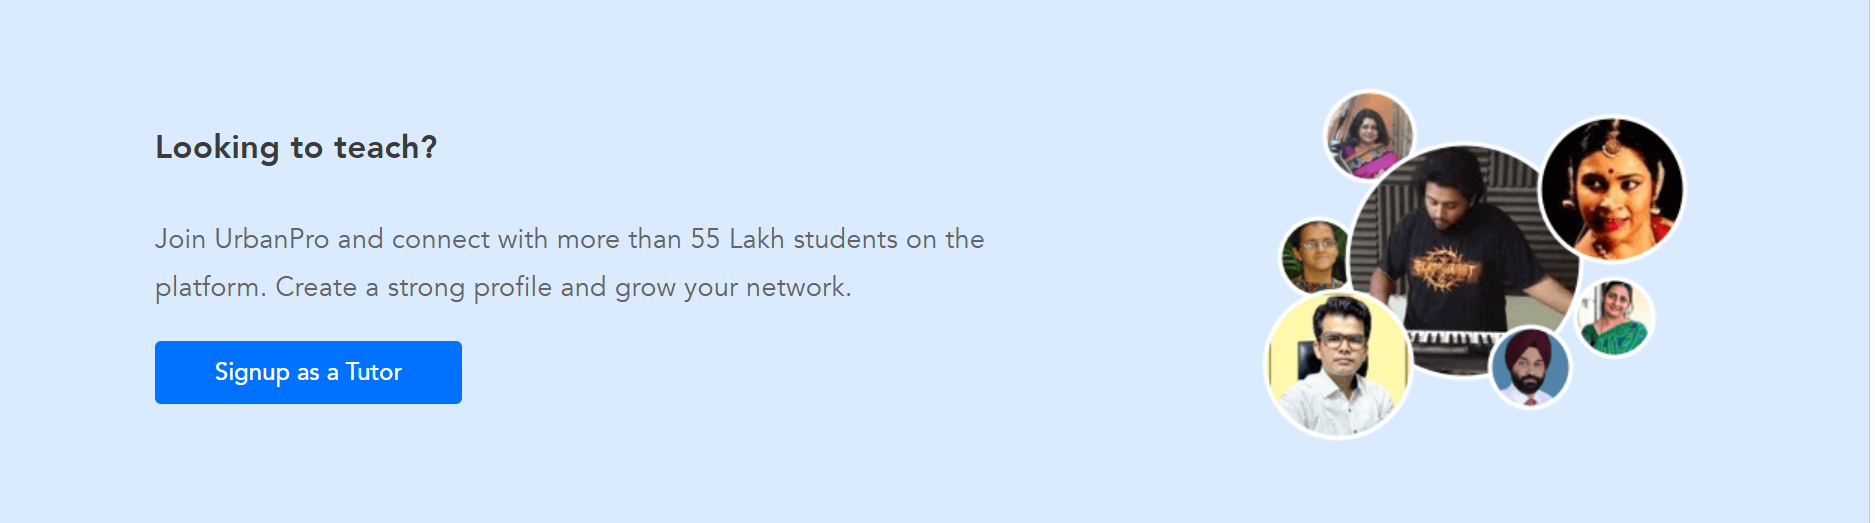 Looking to teach?
Join UrbanPro and connect with more than 55 Lakh students on the
platform. Create a strong profile and grow your network.
Signup as a Tutor